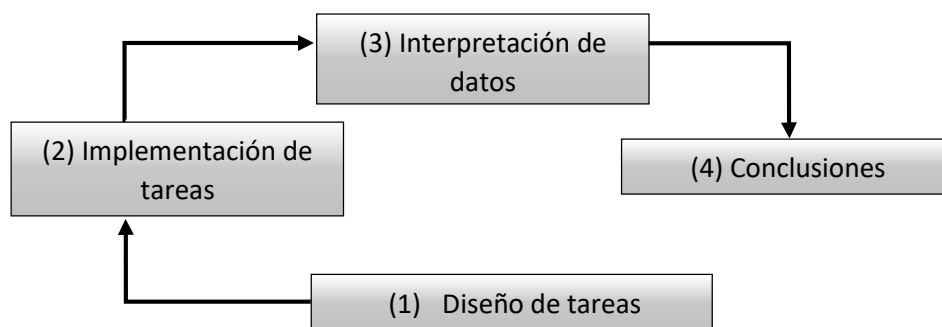 (3) Interpretación de
datos
(2) Implementación de
tareas
(4) Conclusiones
(1) Diseño de tareas